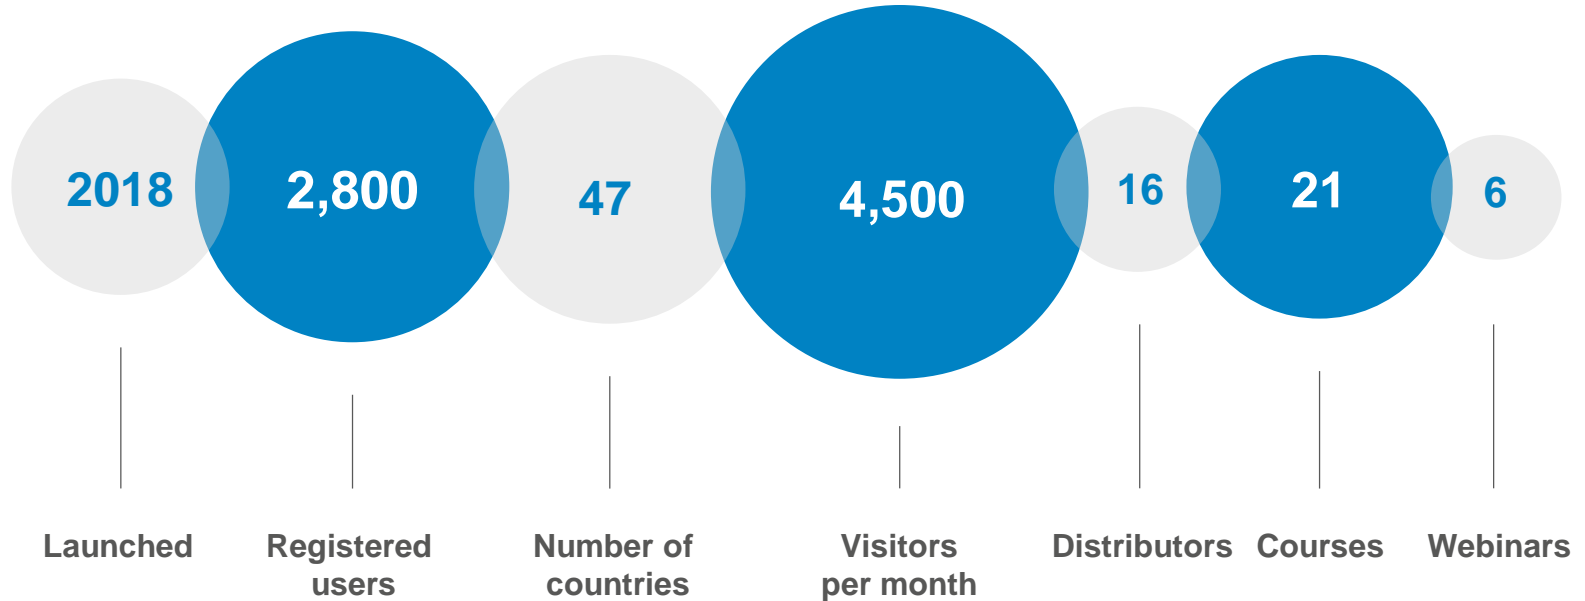 2018
2,800
47
4,500
16
21
6
Launched
Registered
users
Number of
countries
Visitors
per month
Distributors
Courses
Webinars